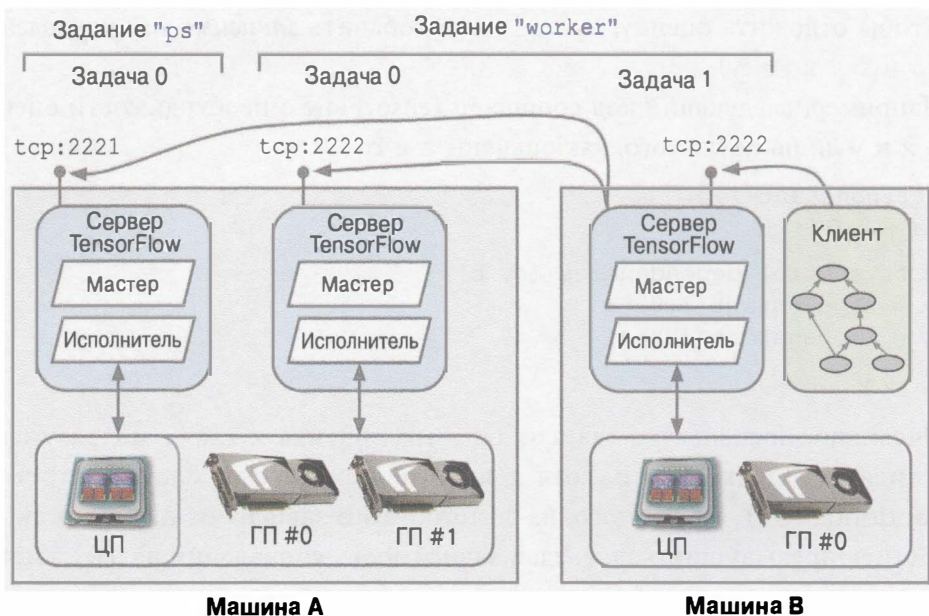 Задание "ps"
Задание "worker"
Задача 0
Задача 0
Задача 1
tcp:2221
tcp:2222
tcp:2222
Сервер
TensorFlow
Мастер
Исполнитель
Сервер
TensorFlow
Мастер
Исполнитель
Сервер
TensorFlow
Мастер
Исполнитель
Клиент
ЦП
ГП #0
ГП #1
ЦП
ГП #0
Машина A
Машина B